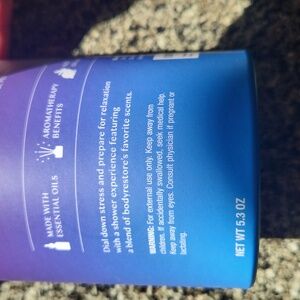 MADE WITH
ESSENTIAL OILS
AROMATHERAPY
BENEFITS
Dial down stress and prepare for relaxation
with a shower experience featuring
a blend of bodyrestore's favorite scents.
WARNING: For external use only. Keep away from
children. If accidentally swallowed, seek medical help.
Keep away from eyes. Consult physician if pregnant or
lactating.
NET WT 5.3 OZ